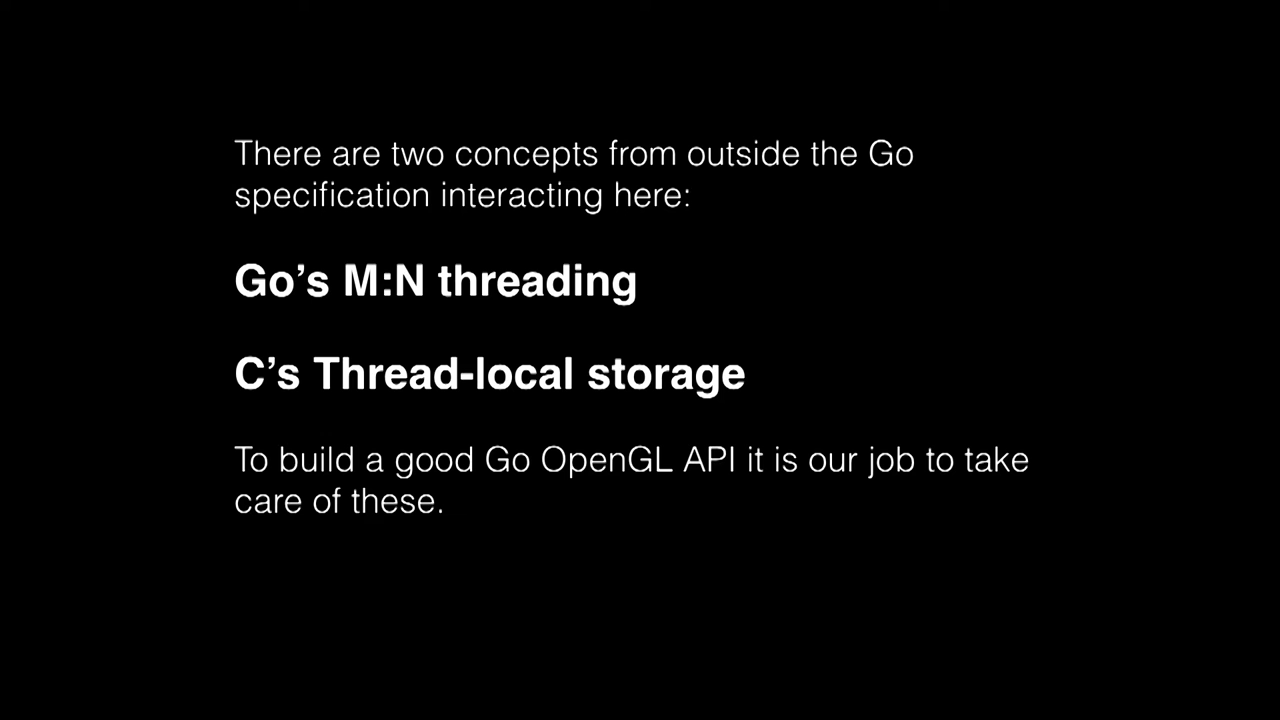 There are two concepts from outside the Go
specification interacting here:
Go’s M:N threading
C’s Thread-local storage
To build a good Go OpenGL API it is our job to take
care of these.